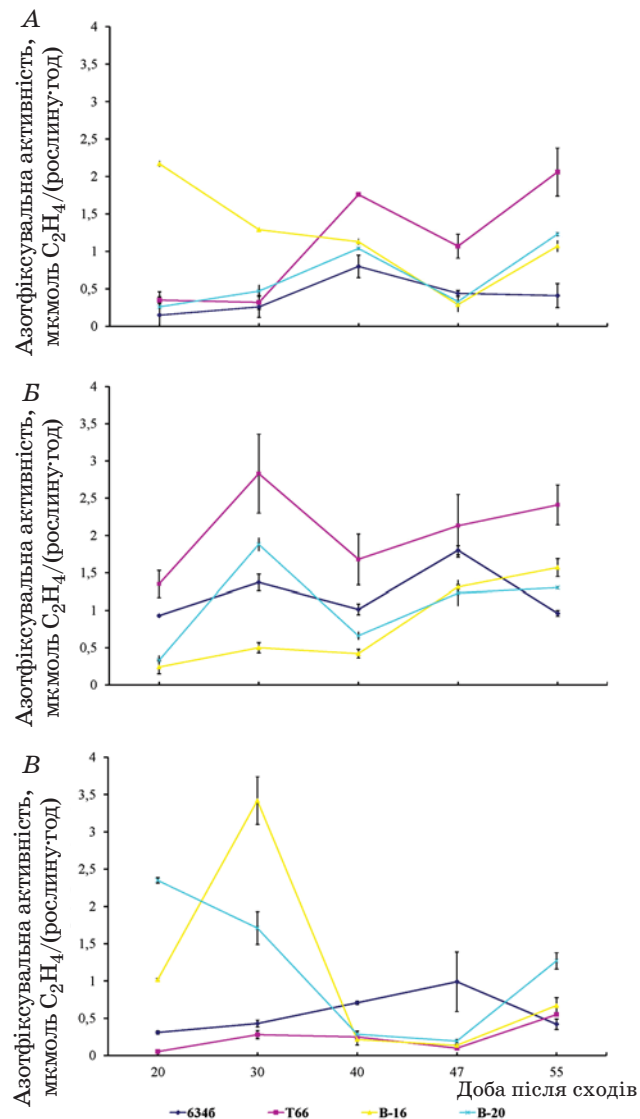 А
Азотфіксувальна активність,
мкмоль C₂H₄/(рослину·год)
4
3,5
3
2,5
2
1,5
1
0,5
0
Б
Азотфіксувальна активність,
мкмоль C₂H₄/(рослину·год)
4
3,5
3
2,5
2
1,5
1
0,5
0
В
Азотфіксувальна активність,
мкмоль C₂H₄/(рослину·год)
4
3,5
3
2,5
2
1,5
1
0,5
0
20 30 40 47 55
Доба після сходів
634б Т66 В-16 В-20